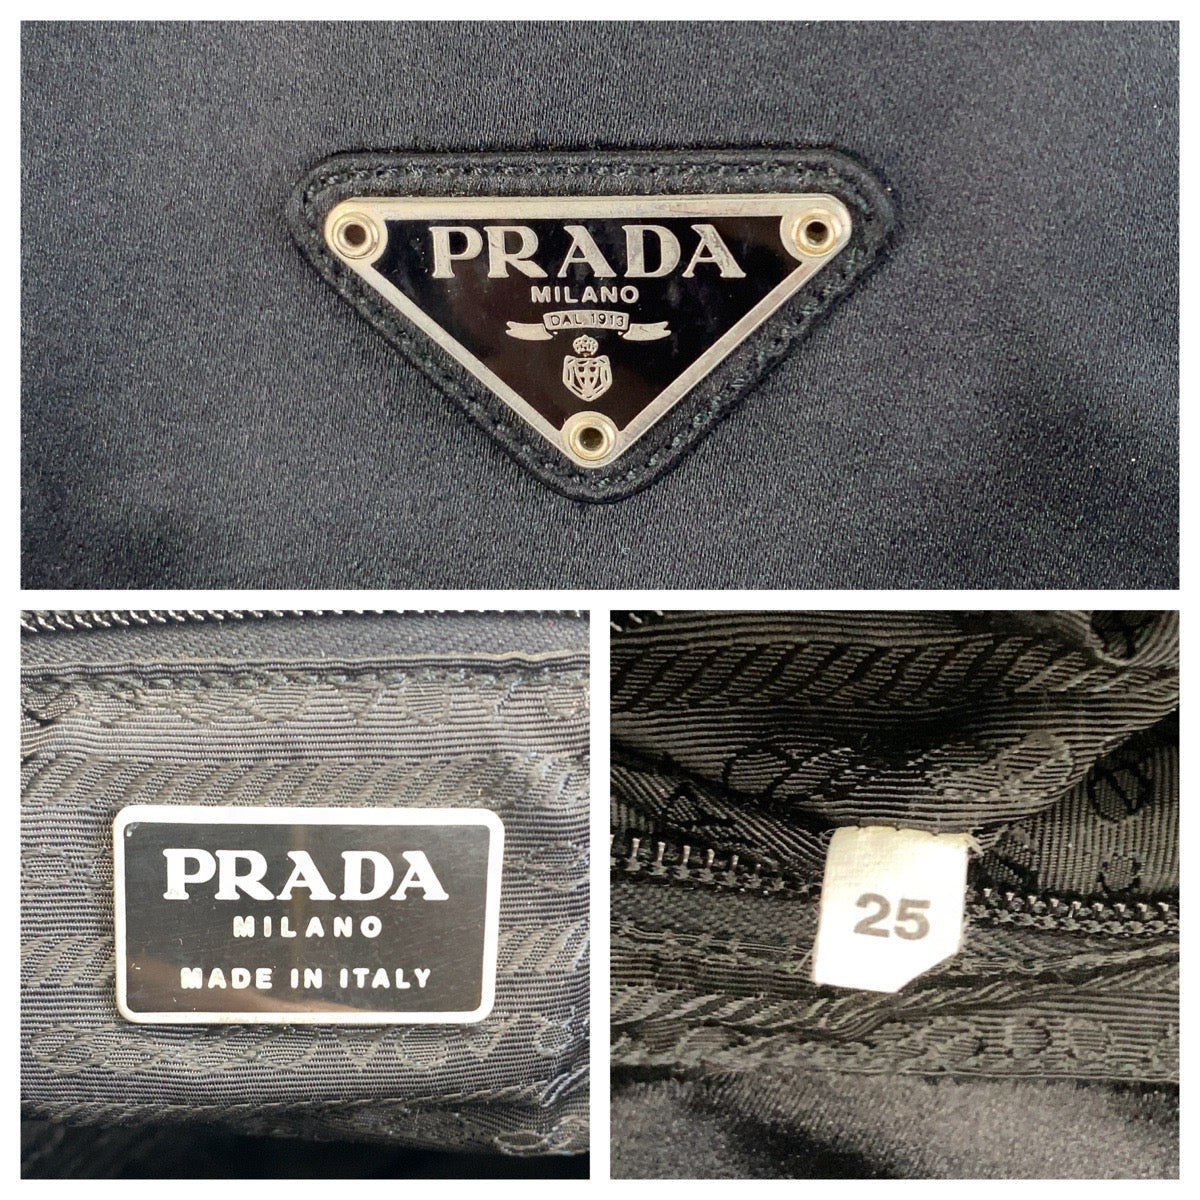 PRADA
MILANO
DAL 1913
PRADA
MILANO
MADE IN ITALY
25